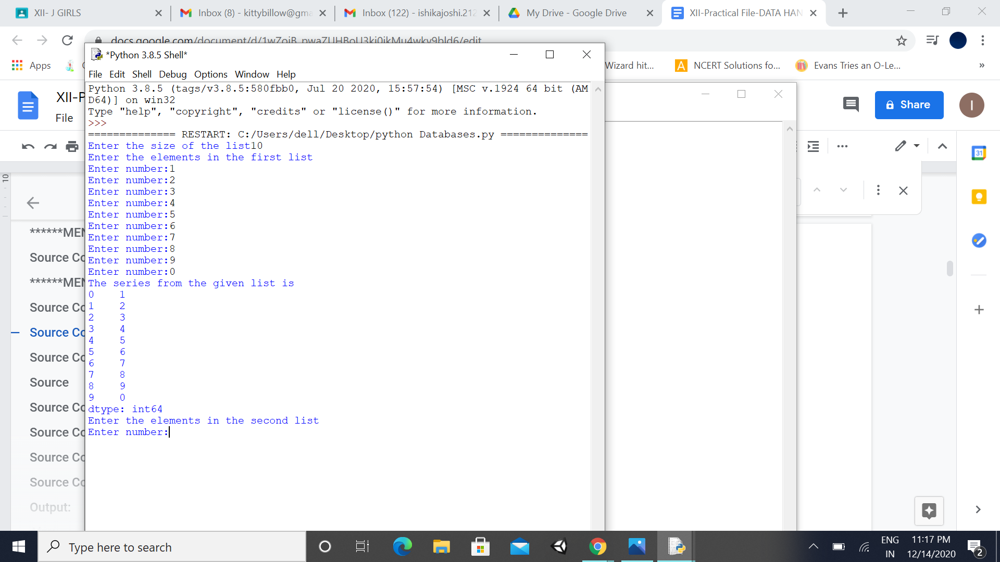 XII- J GIRLS
Inbox (8) - kittybillow@gma
Inbox (122) - ishikajoshi.212
My Drive - Google Drive
XII-Practical File-DATA HAN
Apps
Wizard hit...
NCERT Solutions fo...
Evans Tries an O-Le...
»
XII-P
File
Share
I
31
10
*Python 3.8.5 Shell*
File Edit Shell Debug Options Window Help
Python 3.8.5 (tags/v3.8.5:580fbb0, Jul 20 2020, 15:57:54) [MSC v.1924 64 bit (AM
D64)] on win32
Type "help", "copyright", "credits" or "license()" for more information.
>>>
============== RESTART: C:/Users/dell/Desktop/python Databases.py ==============
Enter the size of the list10
Enter the elements in the first list
Enter number:1
Enter number:2
Enter number:3
Enter number:4
Enter number:5
Enter number:6
Enter number:7
Enter number:8
Enter number:9
Enter number:0
The series from the given list is
0 1
1 2
2 3
3 4
4 5
5 6
6 7
7 8
8 9
9 0
dtype: int64
Enter the elements in the second list
Enter number:
******MEN
Source Co
******MEN
Source Co
Source Co
Source Co
Source
Source Co
Source Co
Source Co
Source Co
Output:
Type here to search
ENG
IN
11:17 PM
12/14/2020
2